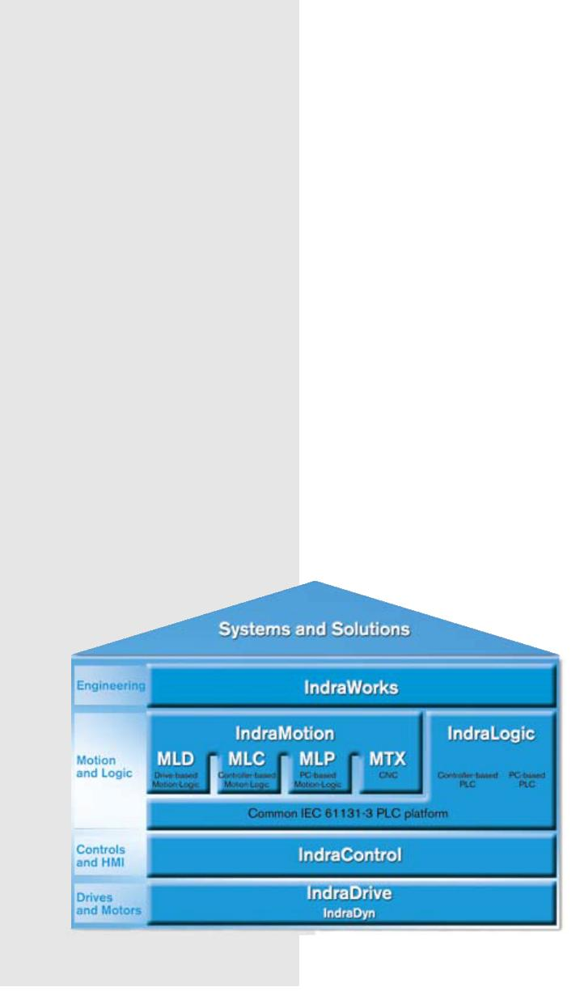 Systems and Solutions
Engineering
IndraWorks
Motion
and Logic
IndraMotion
MLD
Drive-based
Motion-Logic
MLC
Controller-based
Motion-Logic
MLP
PC-based
Motion-Logic
MTX
CNC
IndraLogic
Controller-based
PLC
PC-based
PLC
Common IEC 61131-3 PLC platform
Controls
and HMI
IndraControl
Drives
and Motors
IndraDrive
IndraDyn